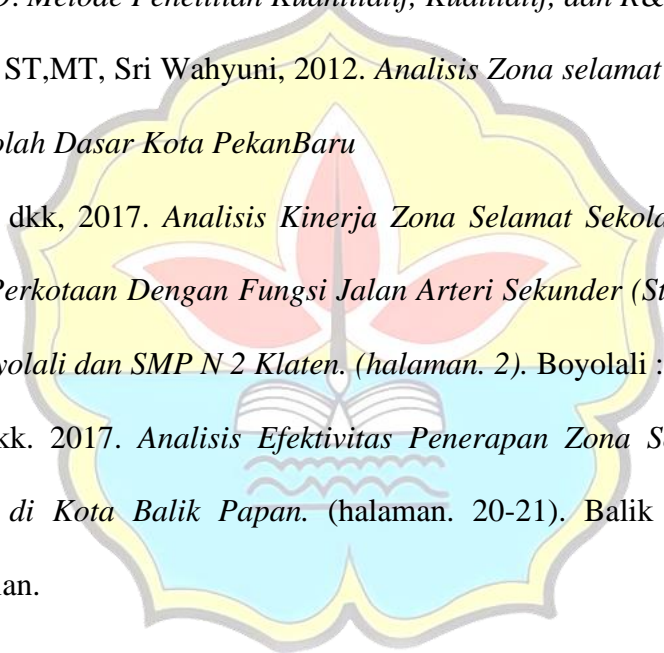 Metode Penelitian Kuantitatif, Kualitatif, dan R&
ST,MT, Sri Wahyuni, 2012. Analisis Zona selamat
olah Dasar Kota PekanBaru
dkk, 2017. Analisis Kinerja Zona Selamat Sekola
Perkotaan Dengan Fungsi Jalan Arteri Sekunder (St
yolali dan SMP N 2 Klaten. (halaman. 2). Boyolali :
kk. 2017. Analisis Efektivitas Penerapan Zona S
di Kota Balik Papan. (halaman. 20-21). Balik
an.